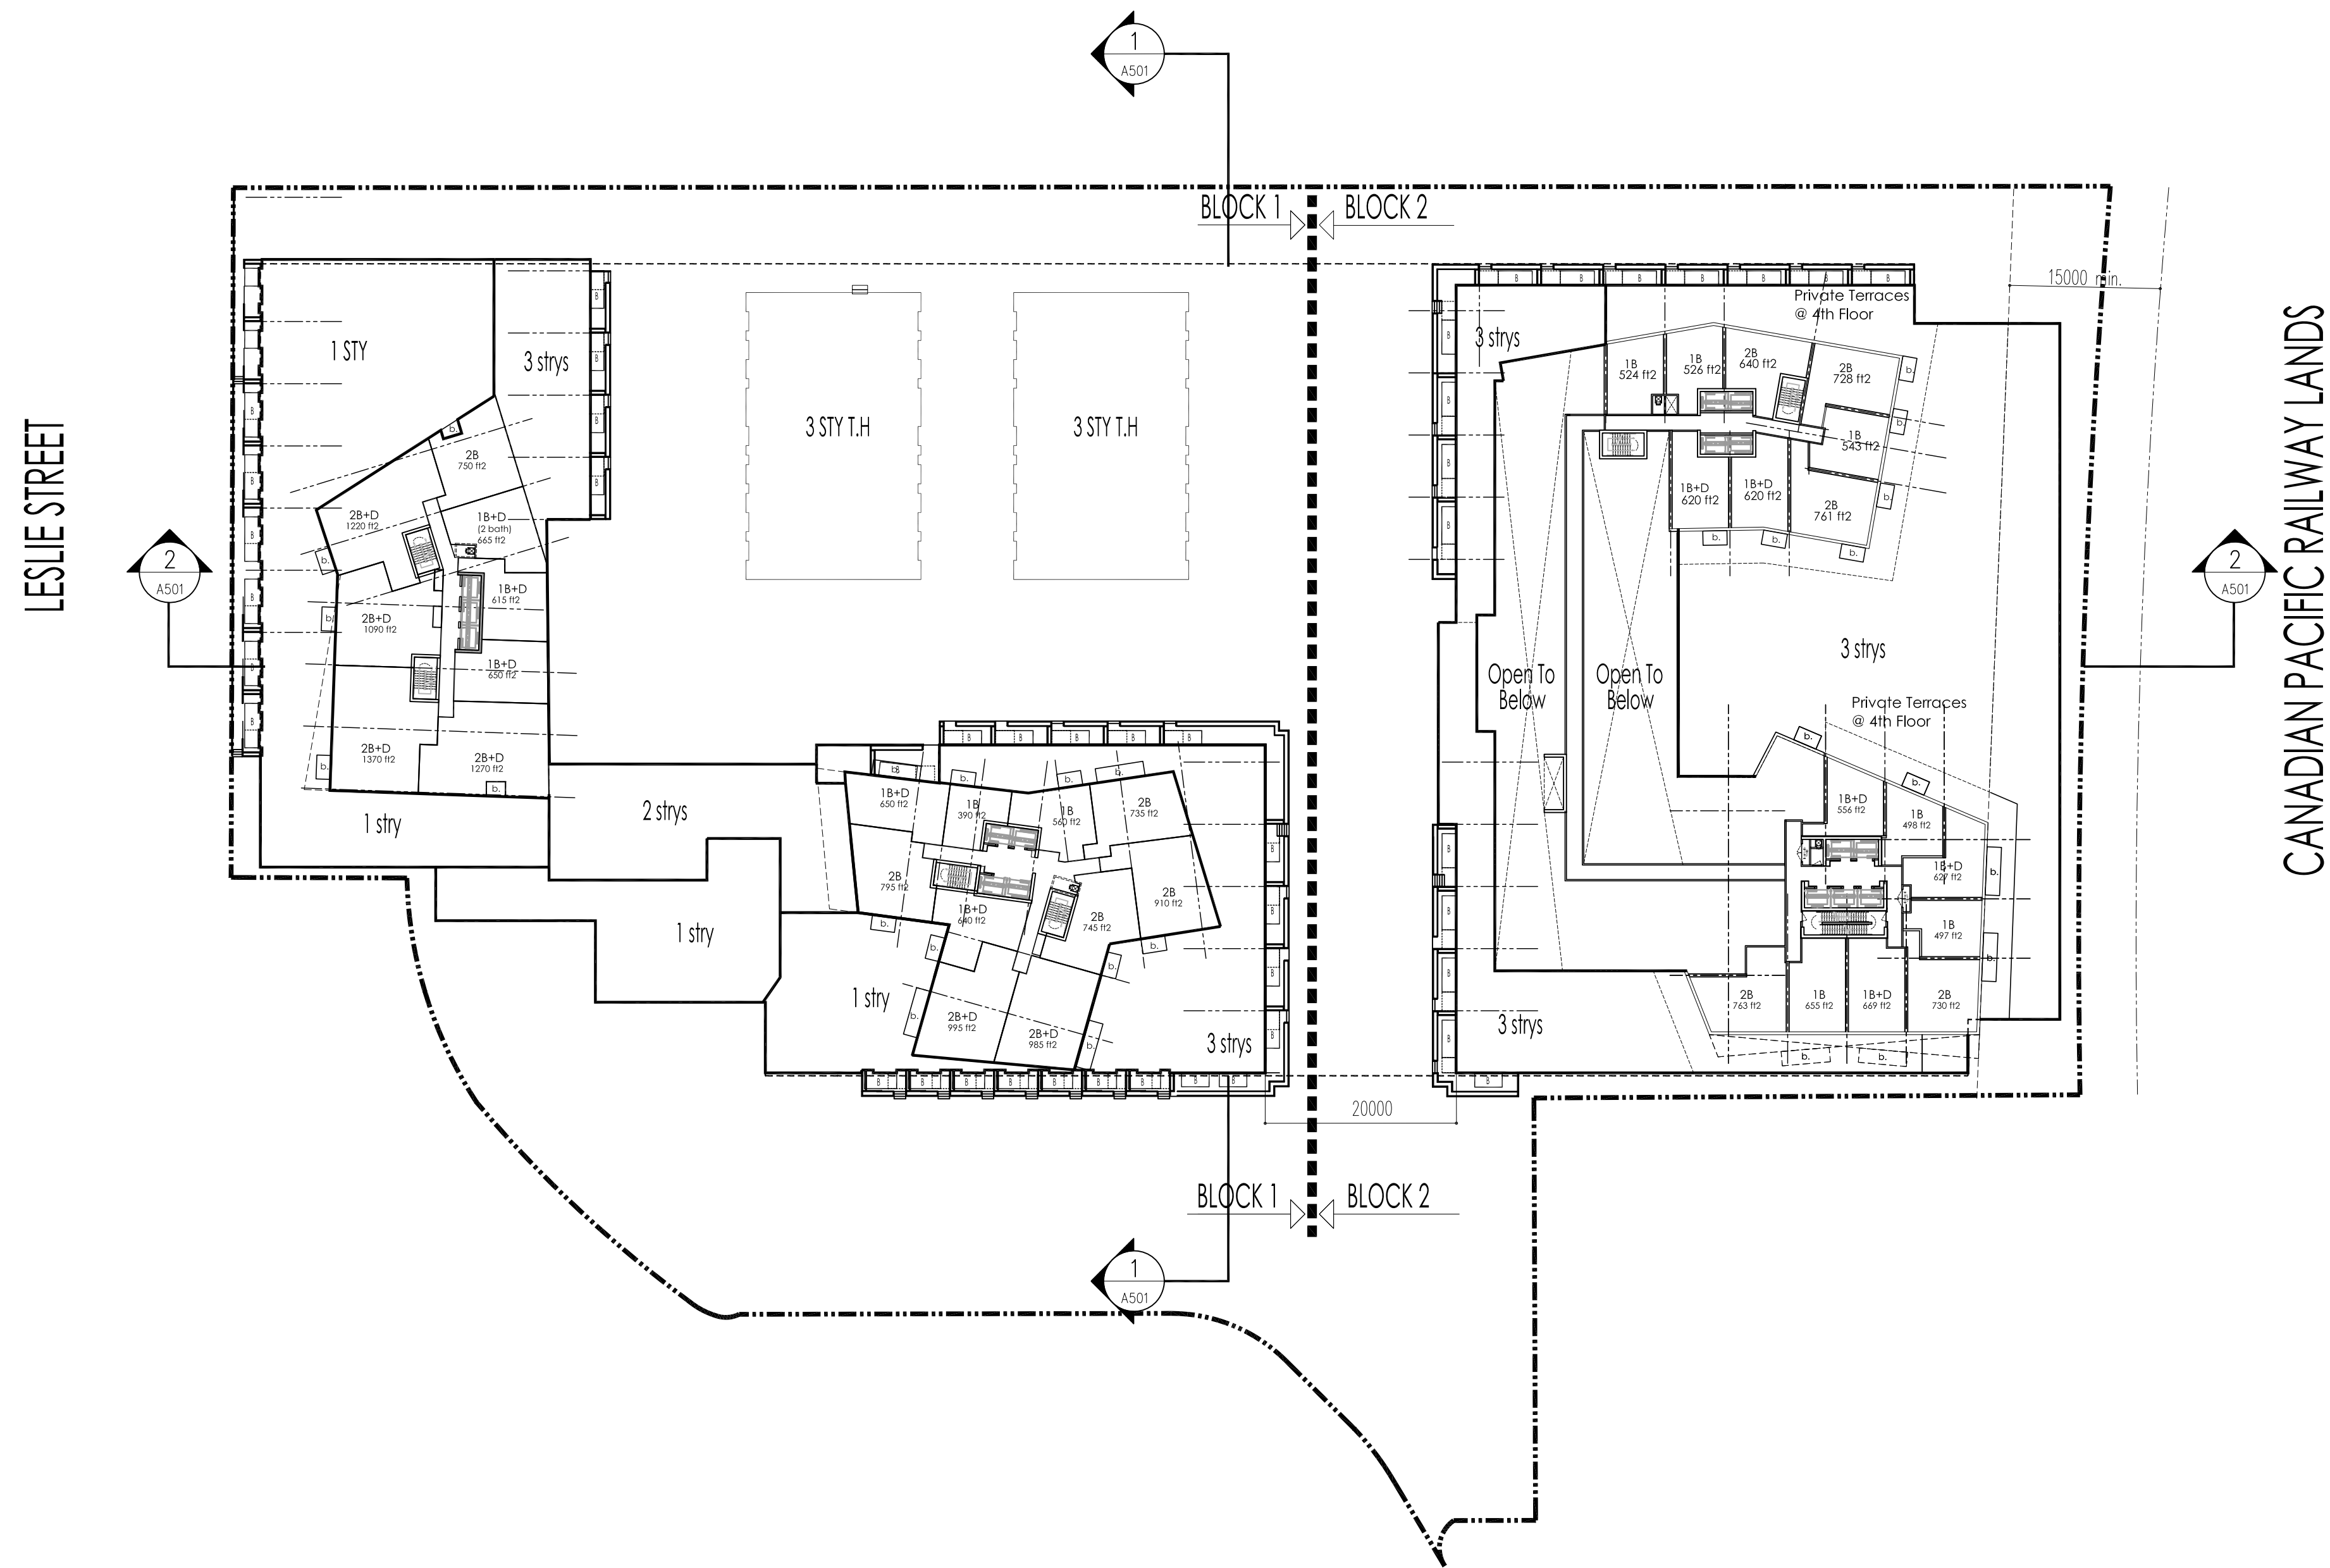 1
A501
BLOCK 1
BLOCK 2
15000 min.
LESLIE STREET
CANADIAN PACIFIC RAILWAY LANDS
1 STY
3 strys
3 STY T.H
3 STY T.H
2B
750 ft2
2B+D
1220 ft2
1B+D
(2 bath)
665 ft2
1B+D
615 ft2
2B+D
1090 ft2
1B+D
650 ft2
2B+D
1370 ft2
2B+D
1270 ft2
1 stry
2 strys
1 stry
1 stry
3 strys
2
A501
1B+D
650 ft2
1B
390 ft2
1B
560 ft2
2B
735 ft2
2B
795 ft2
1B+D
640 ft2
2B
745 ft2
2B
910 ft2
2B+D
995 ft2
2B+D
985 ft2
3 strys
Private Terraces
@ 4th Floor
1B
524 ft2
1B
526 ft2
2B
640 ft2
2B
728 ft2
1B
543 ft2
1B+D
620 ft2
1B+D
620 ft2
2B
761 ft2
3 strys
Open To
Below
Open To
Below
Private Terraces
@ 4th Floor
2
A501
1B+D
556 ft2
1B
498 ft2
1B+D
627 ft2
1B
497 ft2
2B
763 ft2
1B
655 ft2
1B+D
669 ft2
2B
730 ft2
3 strys
20000
BLOCK 1
BLOCK 2
1
A501